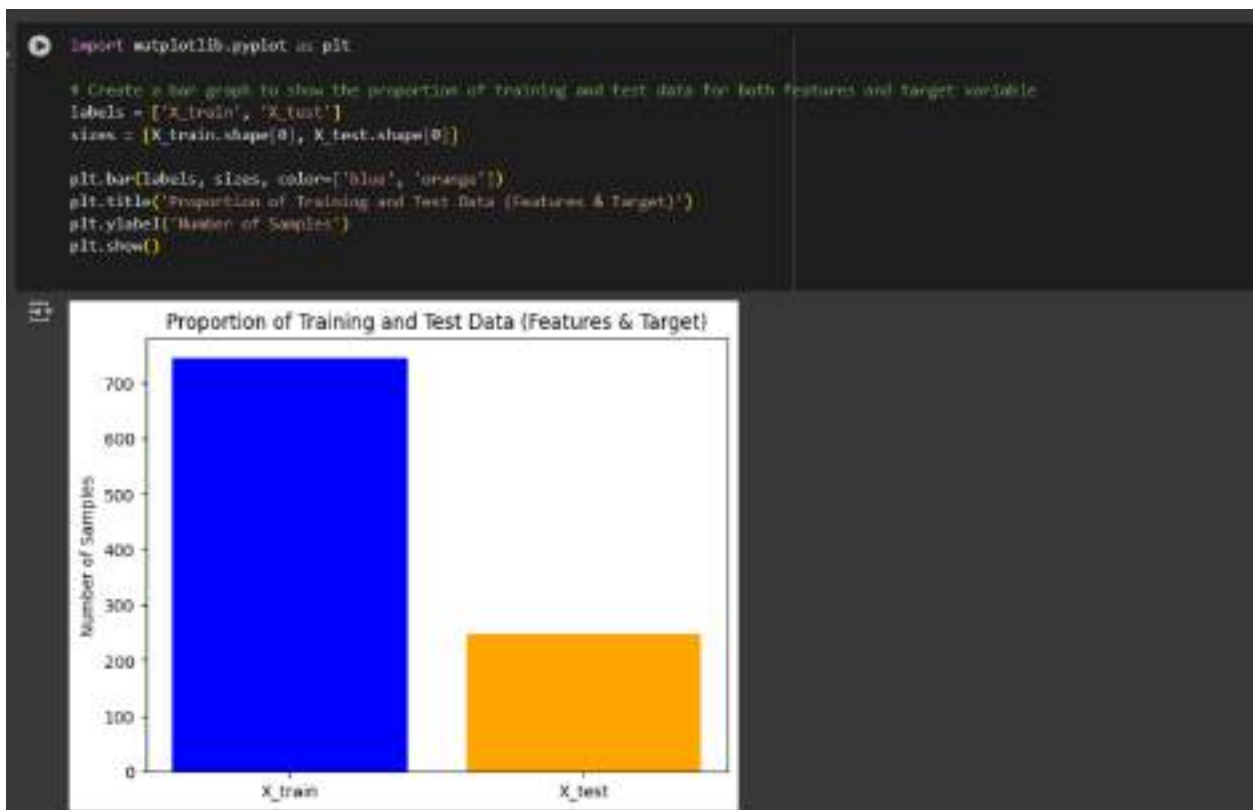 import matplotlib.pyplot as plt
# Create a bar graph to show the proportion of training and test data for both features and target variable
labels = ['X_train', 'X_test']
sizes = [X_train.shape[0], X_test.shape[0]]
plt.bar(labels, sizes, color=['blue', 'orange'])
plt.title('Proportion of Training and Test Data (Features & Target)')
plt.ylabel('Number of Samples')
plt.show()
Proportion of Training and Test Data (Features & Target)
Number of Samples
700
600
500
400
300
200
100
0
X_train
X_test